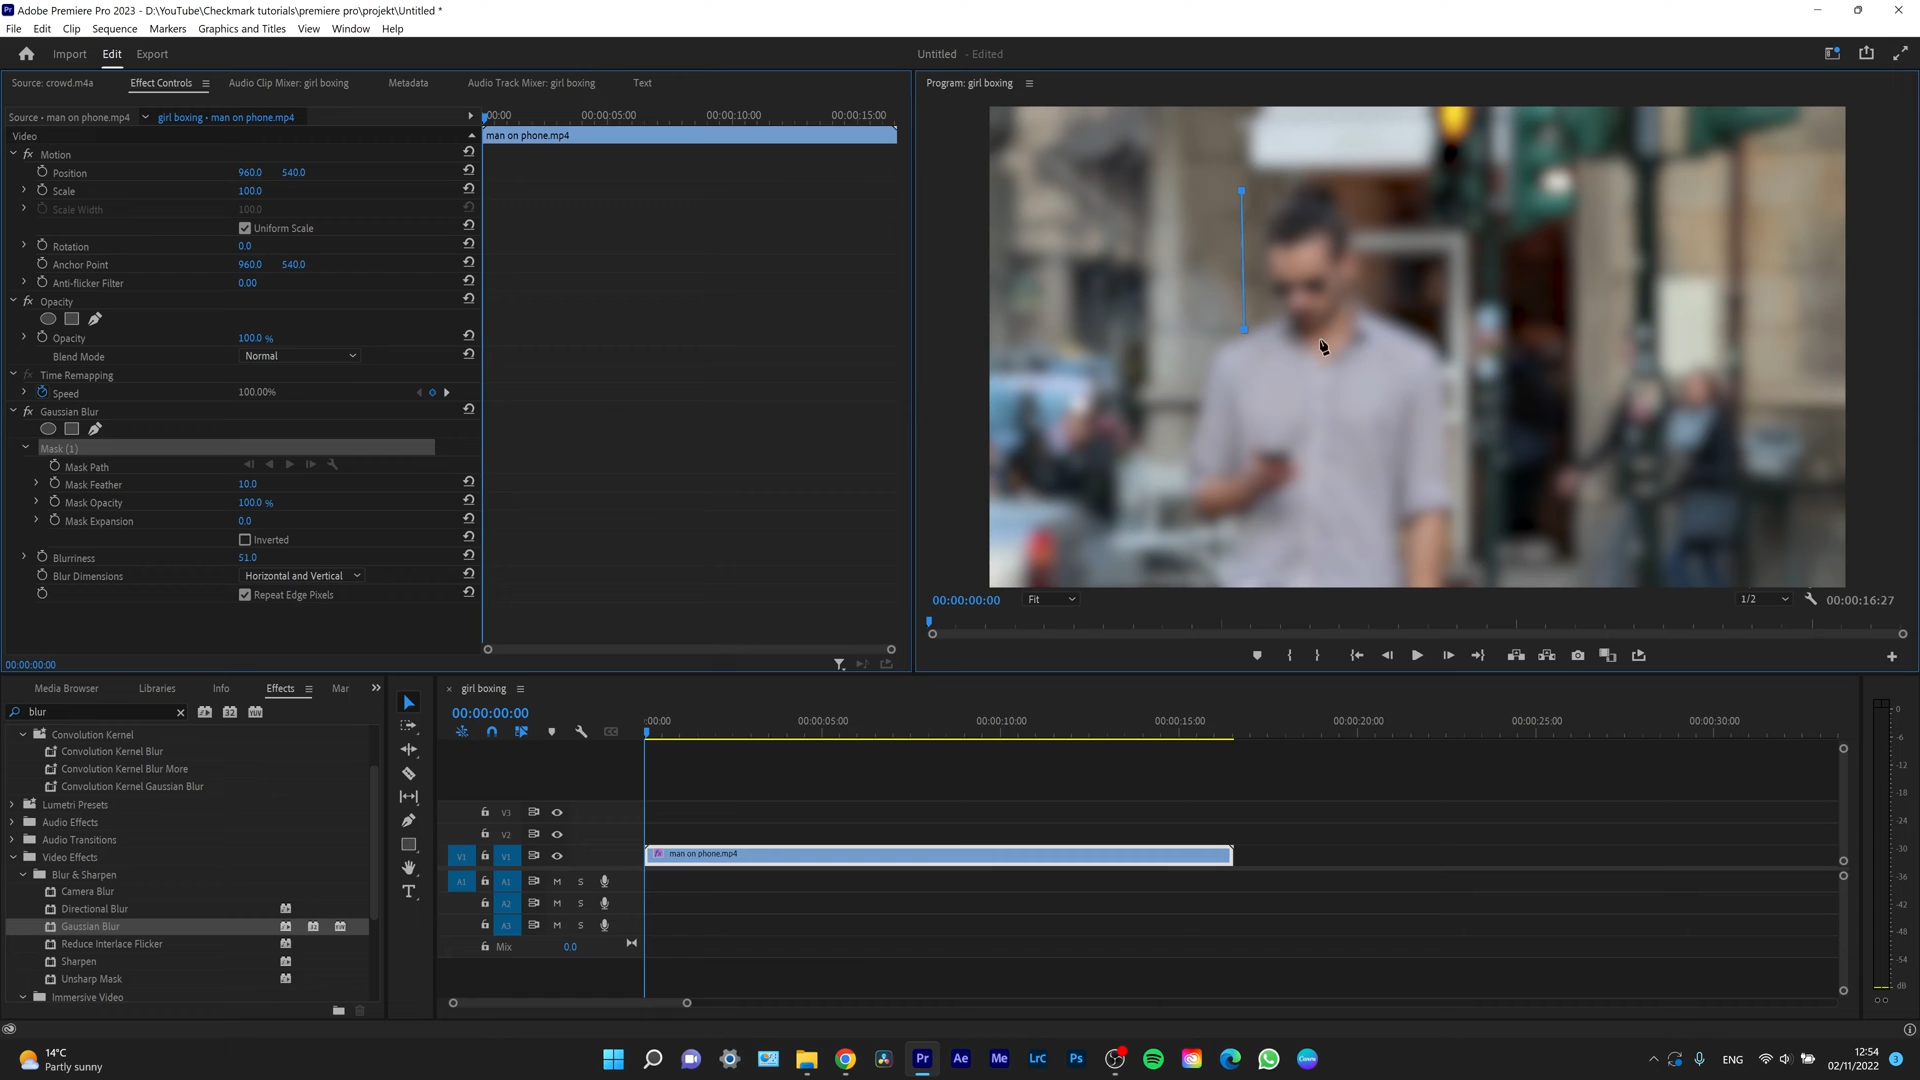 Adobe Premiere Pro 2023 - D:\YouTube\Checkmark tutorials\premiere pro\projekt\Untitled *
File Edit Clip Sequence Markers Graphics and Titles View Window Help
Import Edit Export Untitled - Edited
Source: crowd.m4a Effect Controls Audio Clip Mixer: girl boxing Metadata Audio Track Mixer: girl boxing Text Program: girl boxing
Source • man on phone.mp4 girl boxing • man on phone.mp4 :00:00 00:00:05:00 00:00:10:00 00:00:15:00
Video man on phone.mp4
fx Motion
Position 960.0 540.0
Scale 100.0
Scale Width 100.0
Uniform Scale
Rotation 0.0
Anchor Point 960.0 540.0
Anti-flicker Filter 0.00
fx Opacity
Opacity 100.0 %
Blend Mode Normal
fx Time Remapping
Speed 100.00%
fx Gaussian Blur
Mask (1)
Mask Path
Mask Feather 10.0
Mask Opacity 100.0 %
Mask Expansion 0.0
Inverted
Blurriness 51.0
Blur Dimensions Horizontal and Vertical
Repeat Edge Pixels
00:00:00:00 Fit 1/2 00:00:16:27
00:00:00:00
Media Browser Libraries Info Effects Mar
blur 32 YUV
Convolution Kernel
Convolution Kernel Blur
Convolution Kernel Blur More
Convolution Kernel Gaussian Blur
Lumetri Presets
Audio Effects
Audio Transitions
Video Effects
Blur & Sharpen
Camera Blur
Directional Blur
Gaussian Blur
Reduce Interlace Flicker
Sharpen
Unsharp Mask
Immersive Video
× girl boxing
00:00:00:00
:00:00 00:00:05:00 00:00:10:00 00:00:15:00 00:00:20:00 00:00:25:00 00:00:30:00
V3
V2
V1 V1 fx man on phone.mp4
A1 A1 M S
A2 M S
A3 M S
Mix 0.0
0
-6
-12
-18
-24
-30
-36
-42
-48
-54
dB
14°C
Partly sunny
Pr Ae Me LrC Ps
ENG
12:54
02/11/2022
3